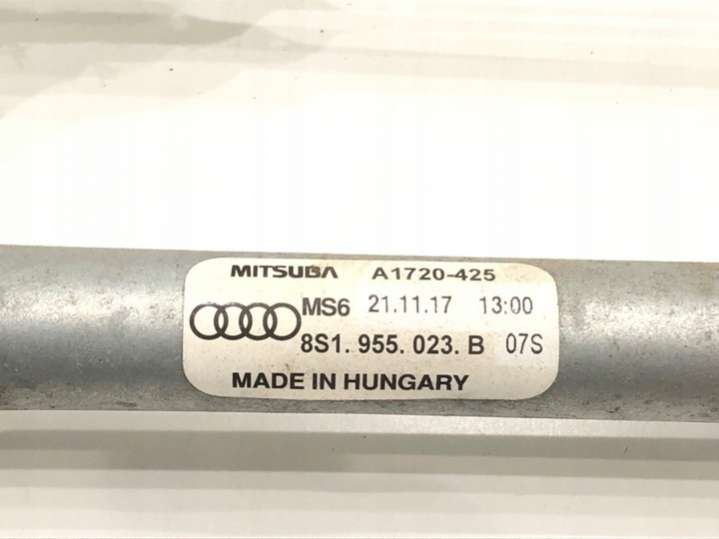 MITSUBA A1720-425
MS6 21.11.17 13:00
8S1. 955. 023. B 07S
MADE IN HUNGARY